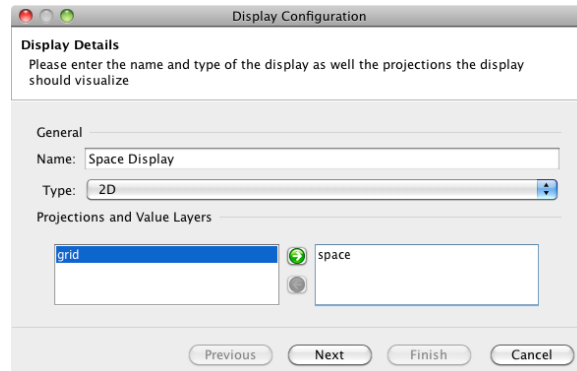 Display Configuration
Display Details
Please enter the name and type of the display as well the projections the display
should visualize
General
Name: Space Display
Type: 2D
Projections and Value Layers
grid
space
Previous Next Finish Cancel